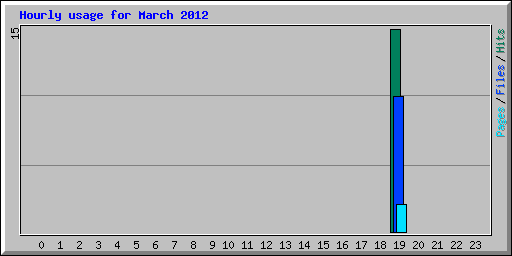 Hourly usage for March 2012
15
Pages/Files/Hits
0 1 2 3 4 5 6 7 8 9 10 11 12 13 14 15 16 17 18 19 20 21 22 23